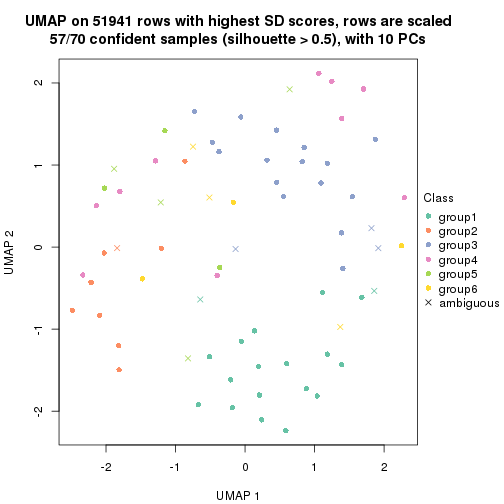 UMAP on 51941 rows with highest SD scores, rows are scaled
57/70 confident samples (silhouette > 0.5), with 10 PCs
2
1
0
-1
-2
UMAP 2
-2
-1
0
1
2
UMAP 1
Class
group1
group2
group3
group4
group5
group6
ambiguous